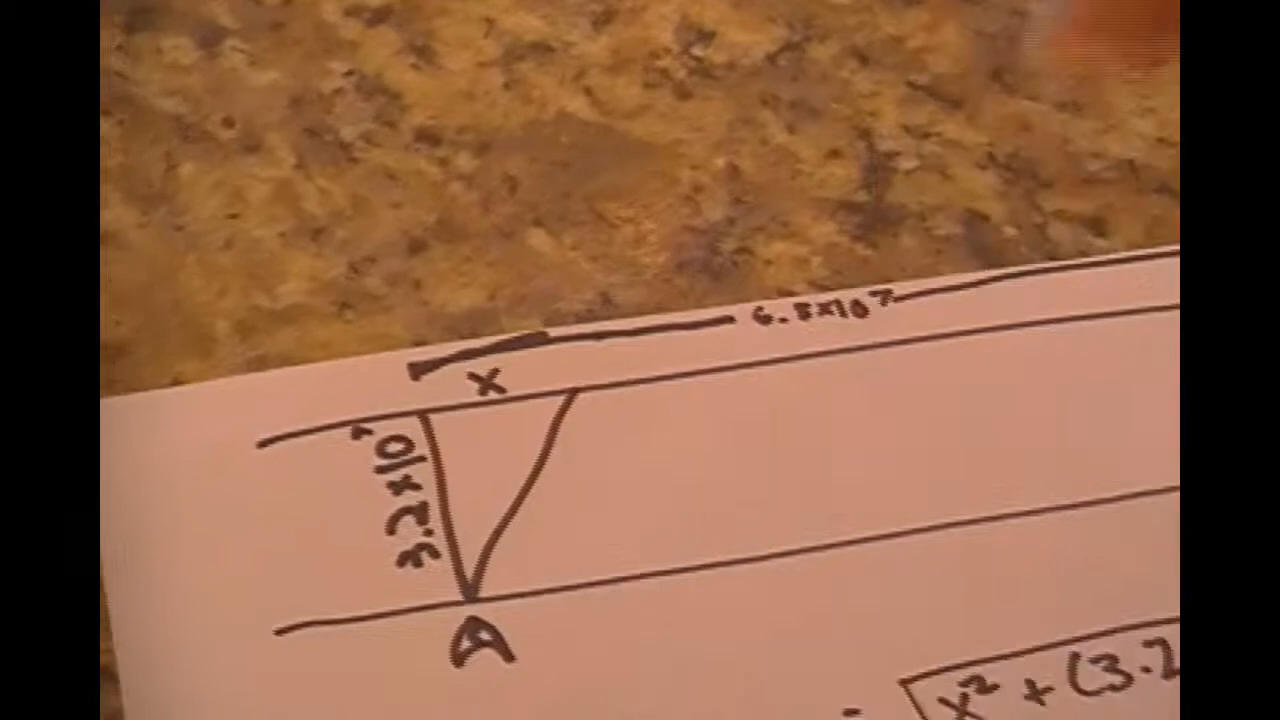 6.8x10⁷
x
3.2x10⁴
A
x² + (3.2